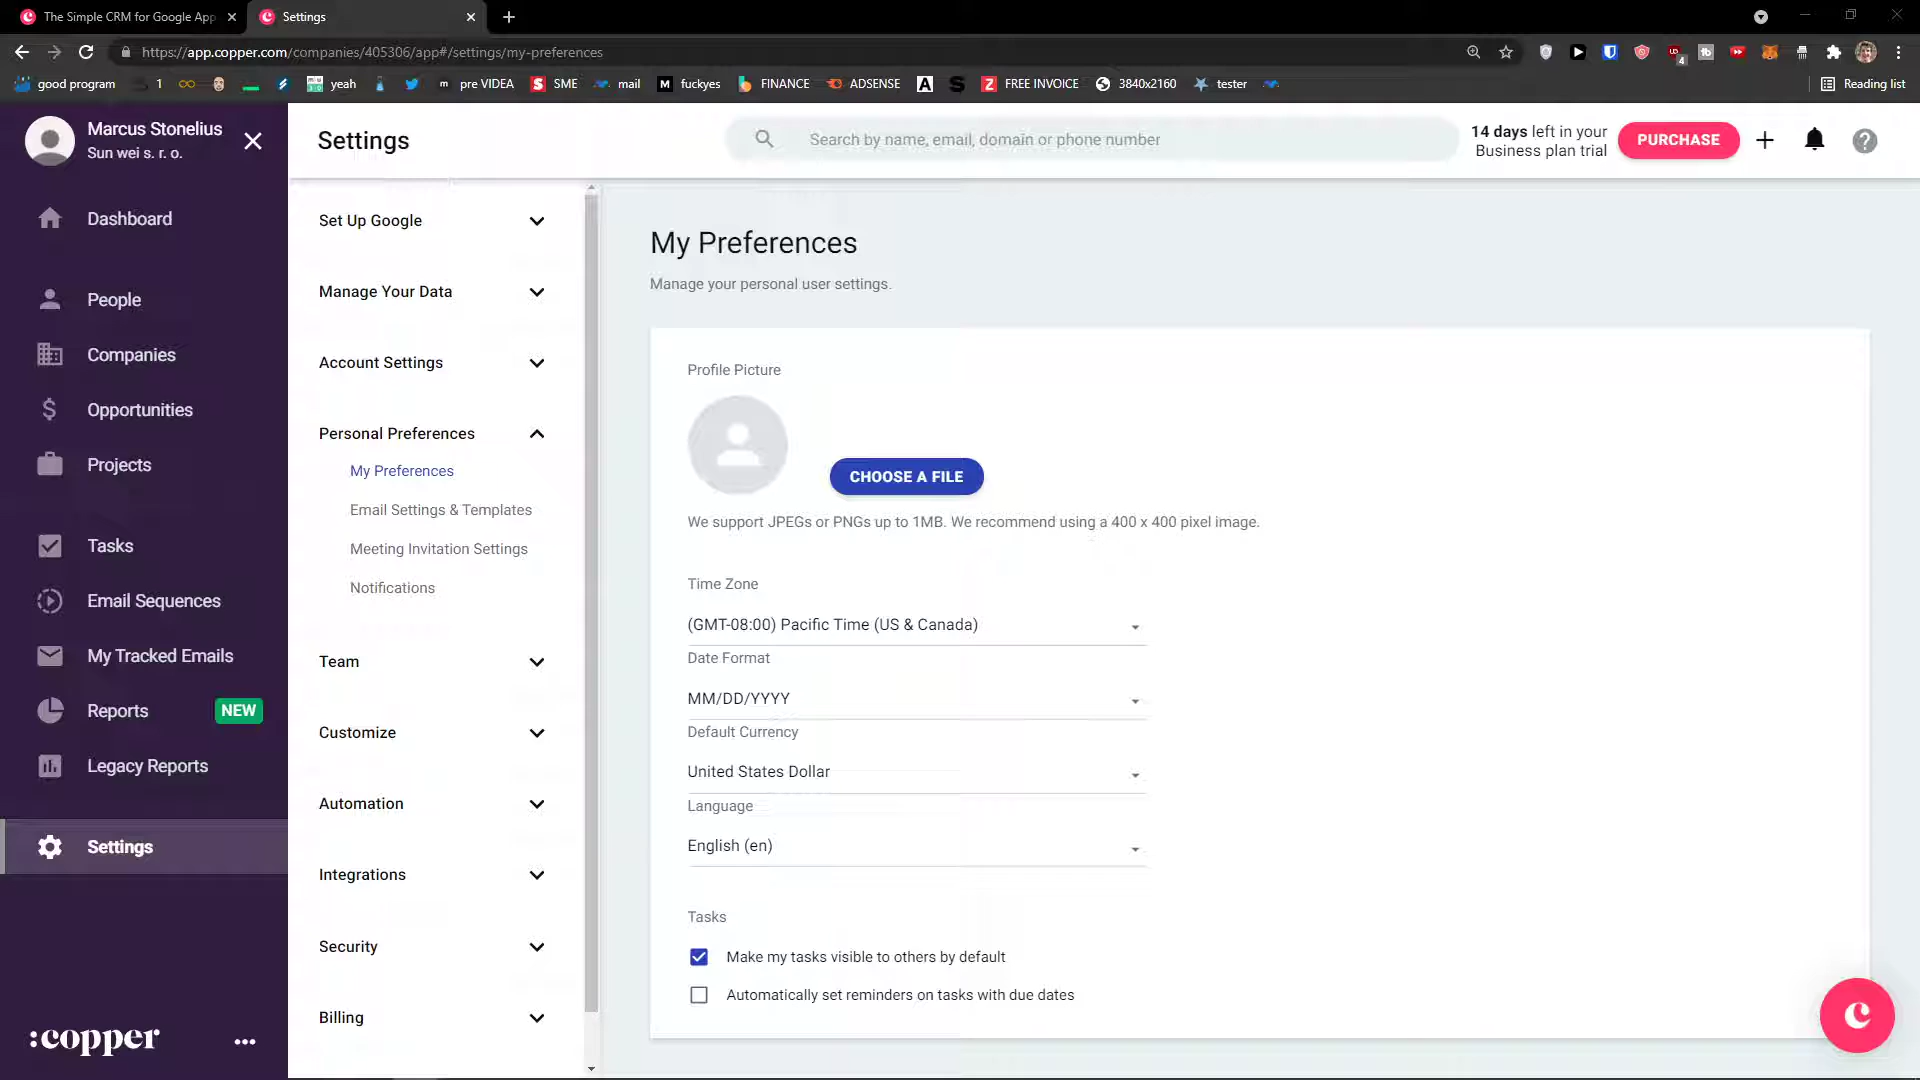 The Simple CRM for Google App
Settings
https://app.copper.com/companies/405306/app#/settings/my-preferences
4
good program
1
yeah
m
pre VIDEA
S
SME
mail
M
fuckyes
FINANCE
ADSENSE
A
Z
FREE INVOICE
3840x2160
tester
Reading list
Marcus Stonelius
Sun wei s. r. o.
Settings
Search by name, email, domain or phone number
14 days left in your
Business plan trial
PURCHASE
Dashboard
People
Companies
Opportunities
Projects
Tasks
Email Sequences
My Tracked Emails
Reports
NEW
Legacy Reports
Settings
:copper
Set Up Google
Manage Your Data
Account Settings
Personal Preferences
My Preferences
Email Settings & Templates
Meeting Invitation Settings
Notifications
Team
Customize
Automation
Integrations
Security
Billing
My Preferences
Manage your personal user settings.
Profile Picture
CHOOSE A FILE
We support JPEGs or PNGs up to 1MB. We recommend using a 400 x 400 pixel image.
Time Zone
(GMT-08:00) Pacific Time (US & Canada)
Date Format
MM/DD/YYYY
Default Currency
United States Dollar
Language
English (en)
Tasks
Make my tasks visible to others by default
Automatically set reminders on tasks with due dates